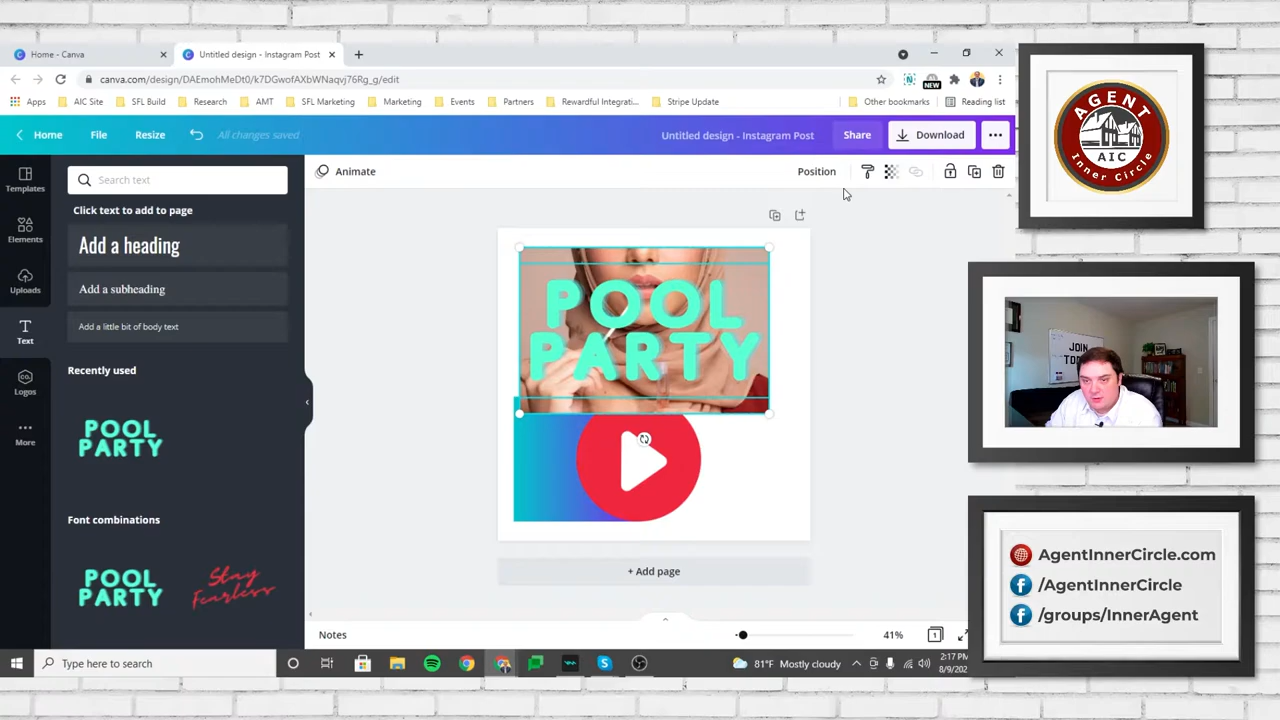 Home - Canva
Untitled design - Instagram Post
canva.com/design/DAEmohMeDt0/k7DGwofAXbWNaqvj76Rg_g/edit
NEW
Apps
AIC Site
SFL Build
Research
AMT
SFL Marketing
Marketing
Events
Partners
Rewardful Integrati...
Stripe Update
Other bookmarks
Reading list
Home
File
Resize
All changes saved
Untitled design - Instagram Post
Share
Download
Templates
Elements
Uploads
Text
Logos
More
Search text
Click text to add to page
Add a heading
Add a subheading
Add a little bit of body text
Recently used
POOL
PARTY
Font combinations
POOL
PARTY
Stay
Fearless
Animate
Position
POOL
PARTY
+ Add page
Notes
41%
1
Type here to search
81°F Mostly cloudy
2:17 PM
8/9/202
AGENT
AIC
Inner Circle
JOIN
AgentInnerCircle.com
/AgentInnerCircle
/groups/InnerAgent